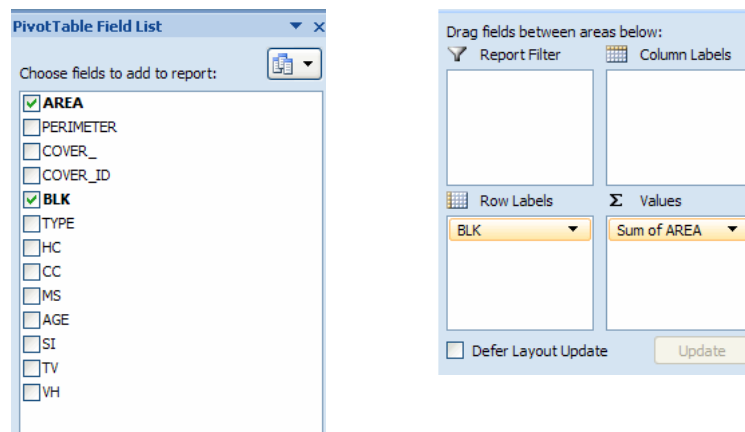 PivotTable Field List
Choose fields to add to report:
AREA
PERIMETER
COVER_
COVER_ID
BLK
TYPE
HC
CC
MS
AGE
SI
TV
VH
Drag fields between areas below:
Report Filter
Column Labels
Row Labels
Σ Values
BLK
Sum of AREA
Defer Layout Update
Update